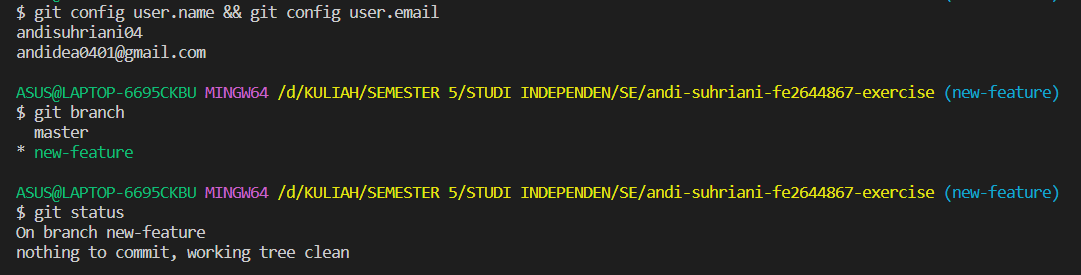 $ git config user.name && git config user.email
andisuhriani04
andidea0401@gmail.com
ASUS@LAPTOP-6695CKBU MINGW64 /d/KULIAH/SEMESTER 5/STUDI INDEPENDEN/SE/andi-suhriani-fe2644867-exercise (new-feature)
$ git branch
  master
* new-feature
ASUS@LAPTOP-6695CKBU MINGW64 /d/KULIAH/SEMESTER 5/STUDI INDEPENDEN/SE/andi-suhriani-fe2644867-exercise (new-feature)
$ git status
On branch new-feature
nothing to commit, working tree clean